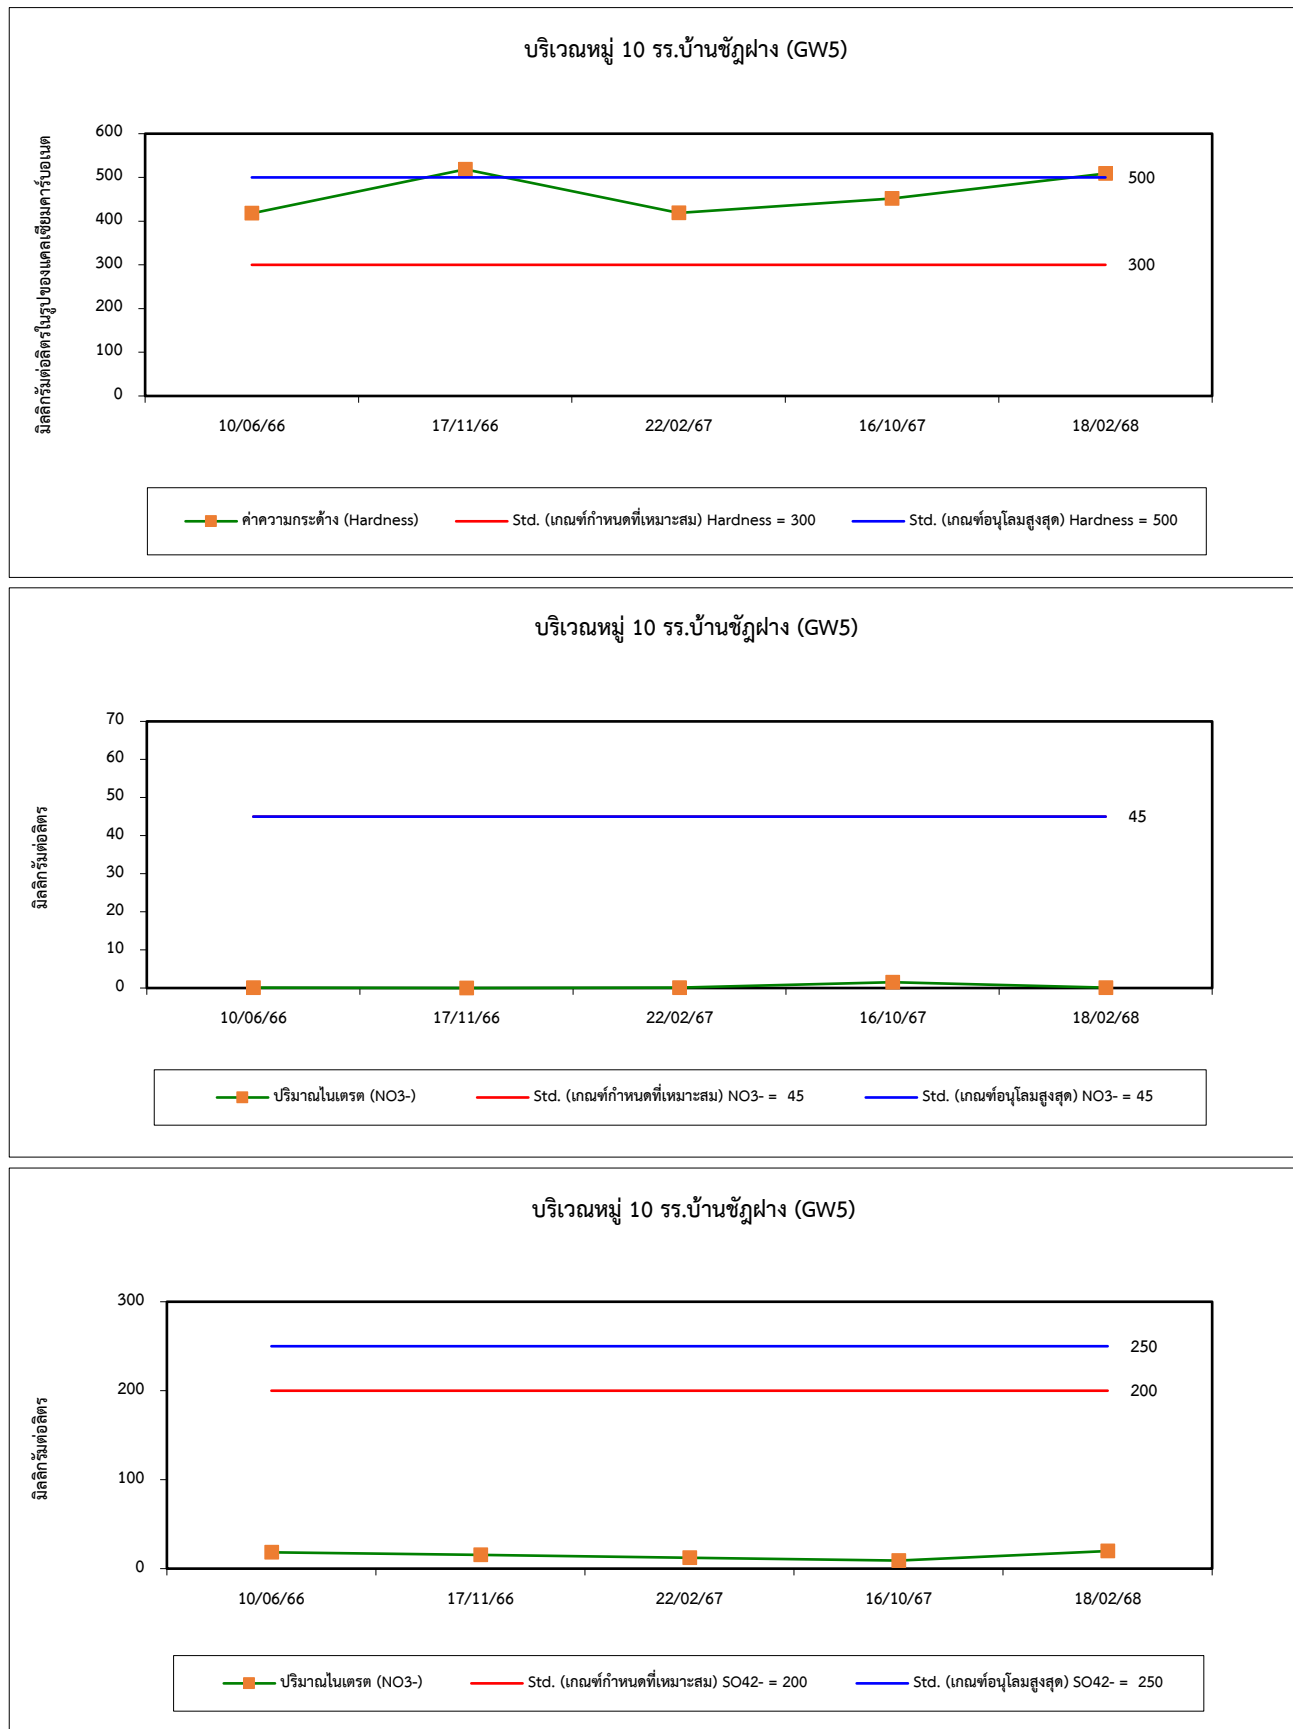 บริเวณหมู่ 10 รร.บ้านชัฎฝาง (GW5)
มิลลิกรัมต่อลิตรในรูปของแคลเซียมคาร์บอเนต
600
500
400
300
200
100
0
500
300
10/06/66 17/11/66 22/02/67 16/10/67 18/02/68
ค่าความกระด้าง (Hardness) Std. (เกณฑ์กำหนดที่เหมาะสม) Hardness = 300 Std. (เกณฑ์อนุโลมสูงสุด) Hardness = 500
บริเวณหมู่ 10 รร.บ้านชัฎฝาง (GW5)
มิลลิกรัมต่อลิตร
70
60
50
40
30
20
10
0
45
10/06/66 17/11/66 22/02/67 16/10/67 18/02/68
ปริมาณไนเตรต (NO3-) Std. (เกณฑ์กำหนดที่เหมาะสม) NO3- = 45 Std. (เกณฑ์อนุโลมสูงสุด) NO3- = 45
บริเวณหมู่ 10 รร.บ้านชัฎฝาง (GW5)
มิลลิกรัมต่อลิตร
300
200
100
0
250
200
10/06/66 17/11/66 22/02/67 16/10/67 18/02/68
ปริมาณไนเตรต (NO3-) Std. (เกณฑ์กำหนดที่เหมาะสม) SO42- = 200 Std. (เกณฑ์อนุโลมสูงสุด) SO42- = 250